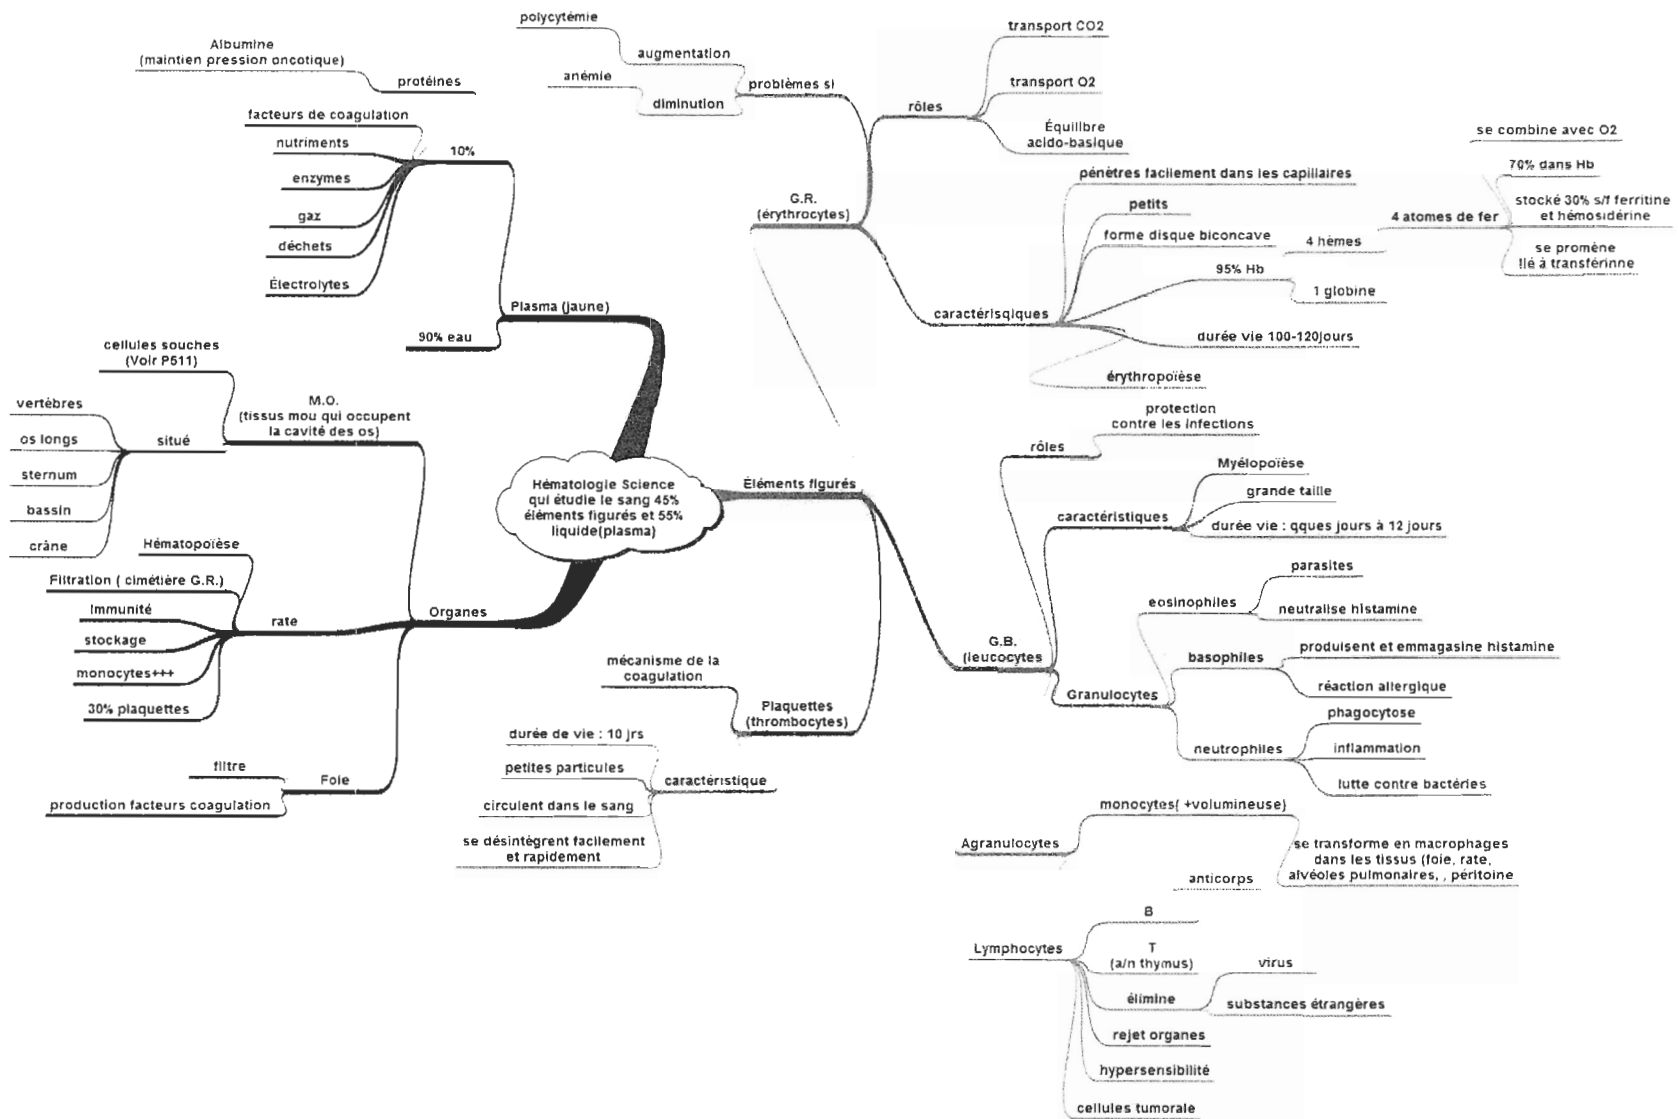 Hématologie Science
qui étudie le sang 45%
éléments figurés et 55%
liquide(plasma)
Plasma (jaune)
10%
protéines
Albumine
(maintien pression oncotique)
facteurs de coagulation
nutriments
enzymes
gaz
déchets
Électrolytes
90% eau
Organes
M.O.
(tissus mou qui occupent
la cavité des os)
cellules souches
(Voir P511)
situé
vertèbres
os longs
sternum
bassin
crâne
rate
Hématopoïèse
Filtration ( cimétière G.R.)
Immunité
stockage
monocytes+++
30% plaquettes
Foie
filtre
production facteurs coagulation
Éléments figurés
G.R.
(érythrocytes)
problèmes si
augmentation
polycytémie
diminution
anémie
rôles
transport CO2
transport O2
Équilibre
acido-basique
caractérisqiques
pénètres facilement dans les capillaires
petits
forme disque biconcave
95% Hb
4 hèmes
4 atomes de fer
se combine avec O2
70% dans Hb
stocké 30% s/f ferritine
et hémosidérine
se promène
lié à transférinne
1 globine
durée vie 100-120jours
érythropoïèse
G.B.
(leucocytes
rôles
protection
contre les infections
caractéristiques
Myélopoïèse
grande taille
durée vie : qques jours à 12 jours
Granulocytes
eosinophiles
parasites
neutralise histamine
basophiles
produisent et emmagasine histamine
réaction allergique
neutrophiles
phagocytose
inflammation
lutte contre bactéries
Agranulocytes
monocytes( +volumineuse)
se transforme en macrophages
dans les tissus (foie, rate,
alvéoles pulmonaires, , péritoine
Lymphocytes
anticorps
B
T
(a/n thymus)
élimine
virus
substances étrangères
rejet organes
hypersensibilité
cellules tumorale
Plaquettes
(thrombocytes)
mécanisme de la
coagulation
caractéristique
durée de vie : 10 jrs
petites particules
circulent dans le sang
se désintègrent facilement
et rapidement